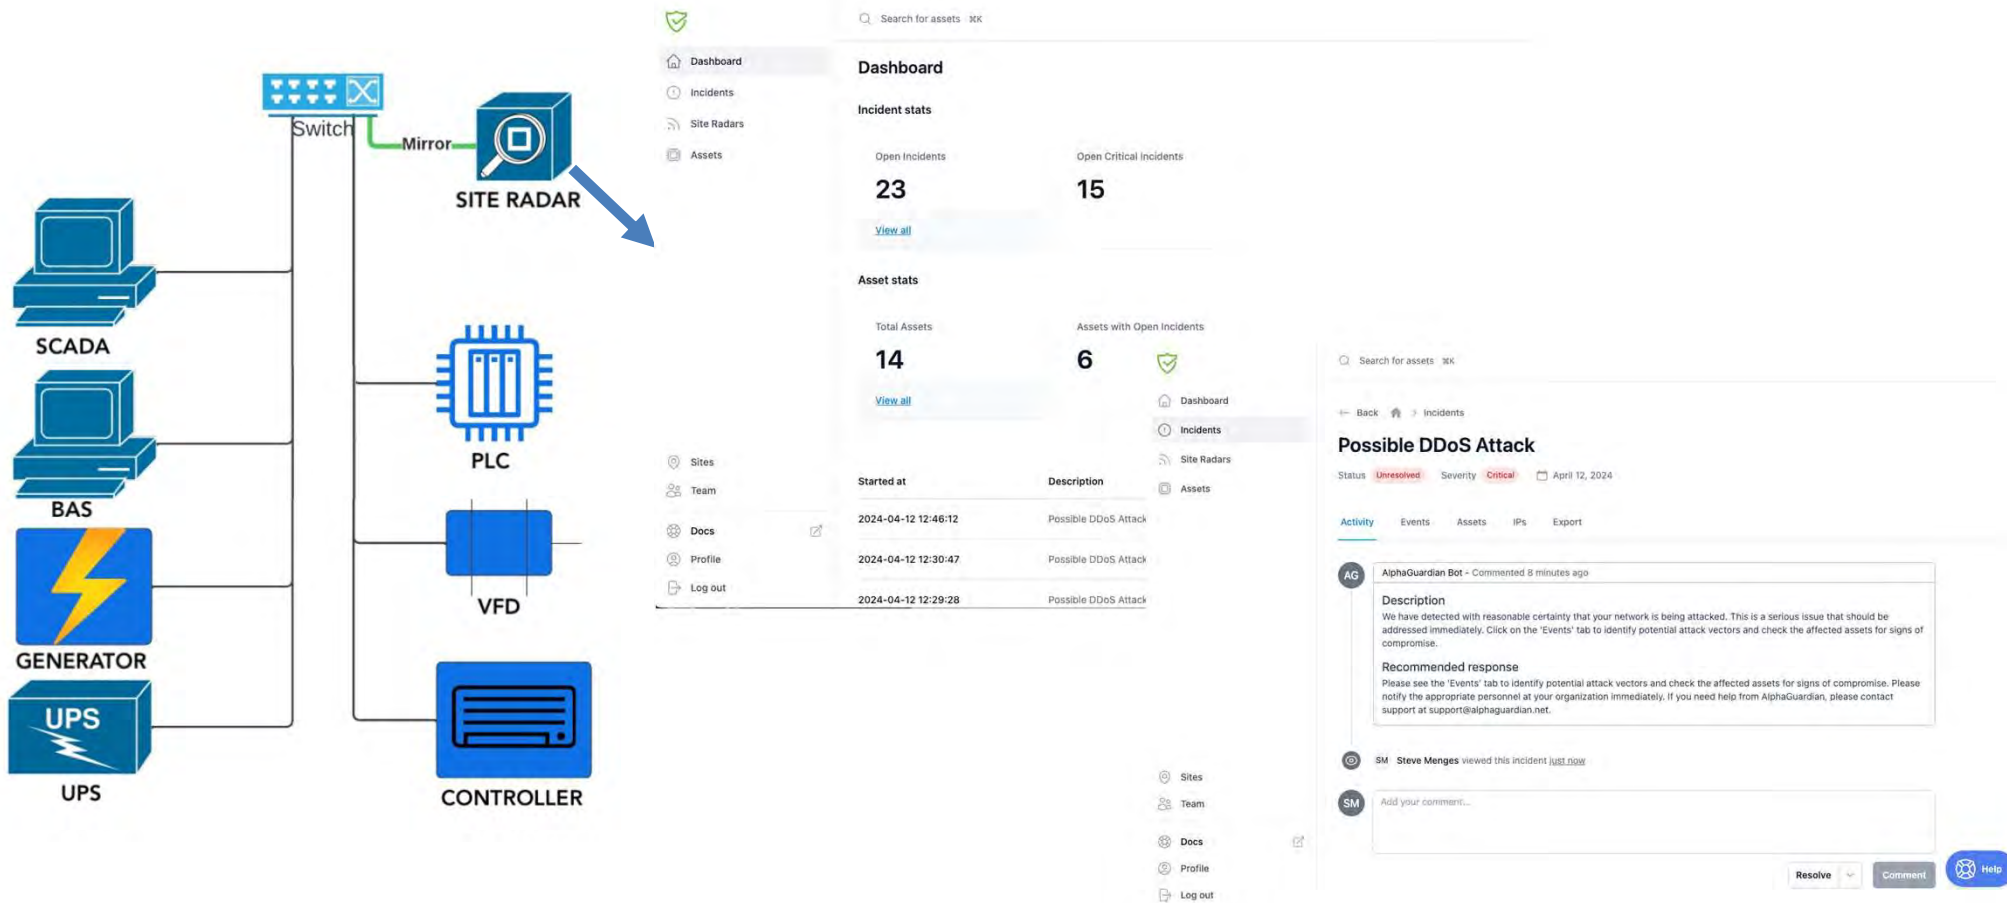 Switch
Mirror
SITE RADAR
SCADA
BAS
GENERATOR
UPS
UPS
PLC
VFD
CONTROLLER
Search for assets ⌘K
Dashboard
Incidents
Site Radars
Assets
Sites
Team
Docs
Profile
Log out
Dashboard
Incident stats
Open Incidents
23
View all
Open Critical Incidents
15
Asset stats
Total Assets
14
View all
Assets with Open Incidents
6
Started at Description
2024-04-12 12:46:12 Possible DDoS Attack
2024-04-12 12:30:47 Possible DDoS Attack
2024-04-12 12:29:28 Possible DDoS Attack
Dashboard
Incidents
Site Radars
Assets
Sites
Team
Docs
Profile
Log out
Search for assets ⌘K
← Back > Incidents
Possible DDoS Attack
Status Unresolved Severity Critical April 12, 2024
Activity Events Assets IPs Export
AG
AlphaGuardian Bot - Commented 8 minutes ago
Description
We have detected with reasonable certainty that your network is being attacked. This is a serious issue that should be
addressed immediately. Click on the 'Events' tab to identify potential attack vectors and check the affected assets for signs of
compromise.
Recommended response
Please see the 'Events' tab to identify potential attack vectors and check the affected assets for signs of compromise. Please
notify the appropriate personnel at your organization immediately. If you need help from AlphaGuardian, please contact
support at support@alphaguardian.net.
SM Steve Menges viewed this incident just now
SM
Add your comment...
Resolve
Comment
Help